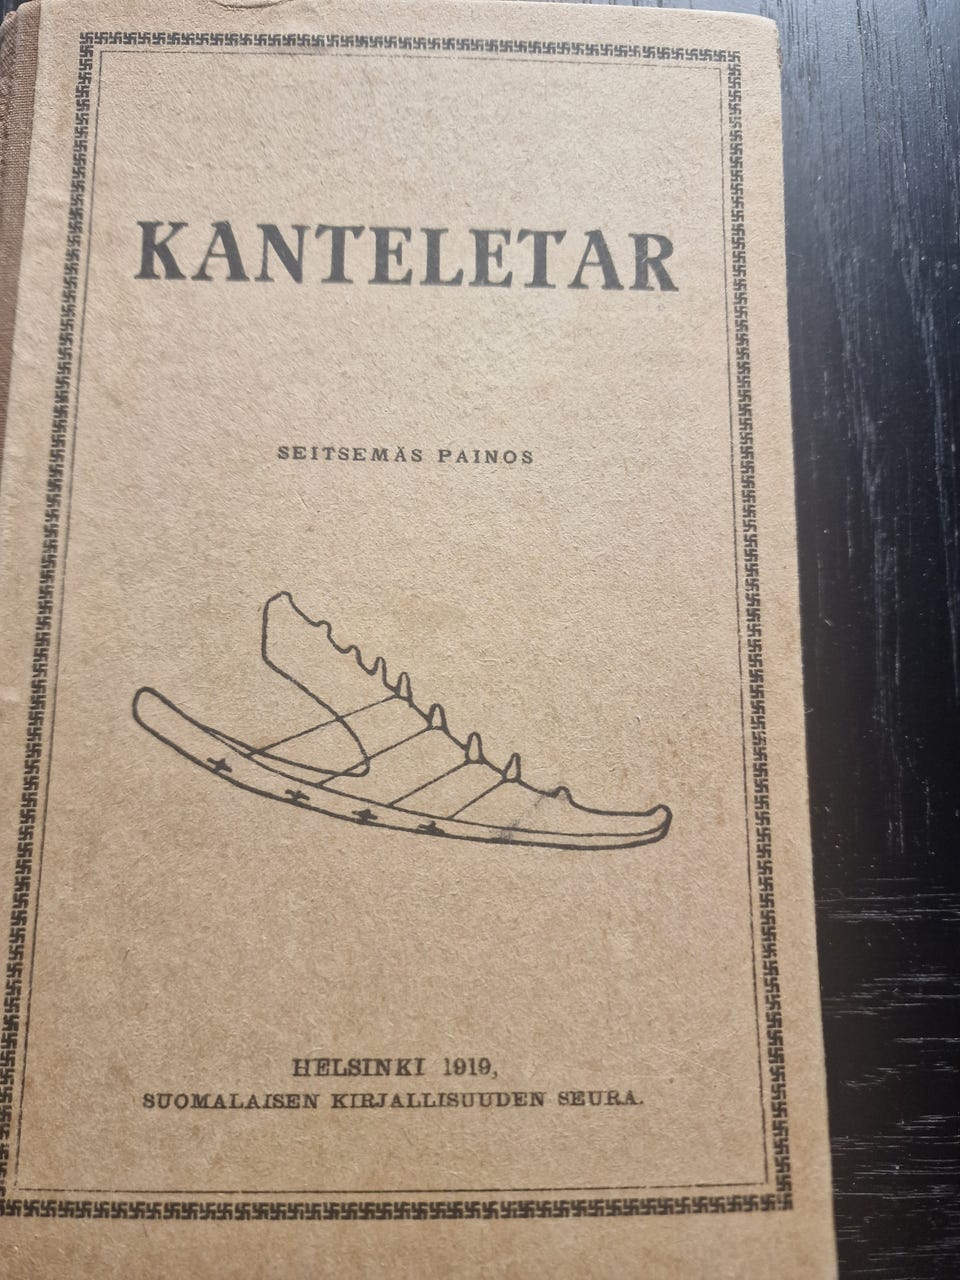 KANTELETAR
SEITSEMÄS PAINOS
HELSINKI 1919,
SUOMALAISEN KIRJALLISUUDEN SEURA.